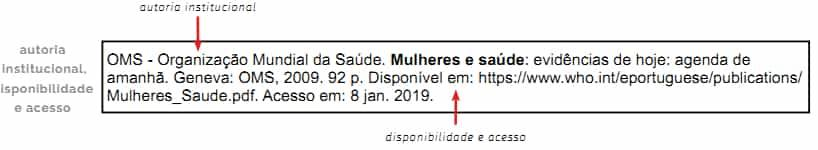 autoria institucional
autoria
institucional,
isponibilidade
e acesso
OMS - Organização Mundial da Saúde. Mulheres e saúde: evidências de hoje: agenda de
amanhã. Geneva: OMS, 2009. 92 p. Disponível em: https://www.who.int/eportuguese/publications/
Mulheres_Saude.pdf. Acesso em: 8 jan. 2019.
disponibilidade e acesso